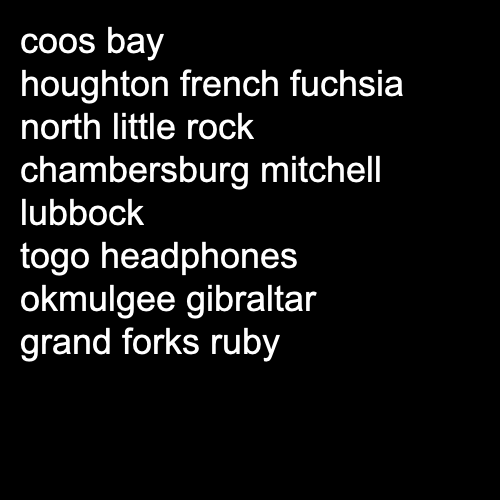 coos bay
houghton french fuchsia
north little rock
chambersburg mitchell
lubbock
togo headphones
okmulgee gibraltar
grand forks ruby